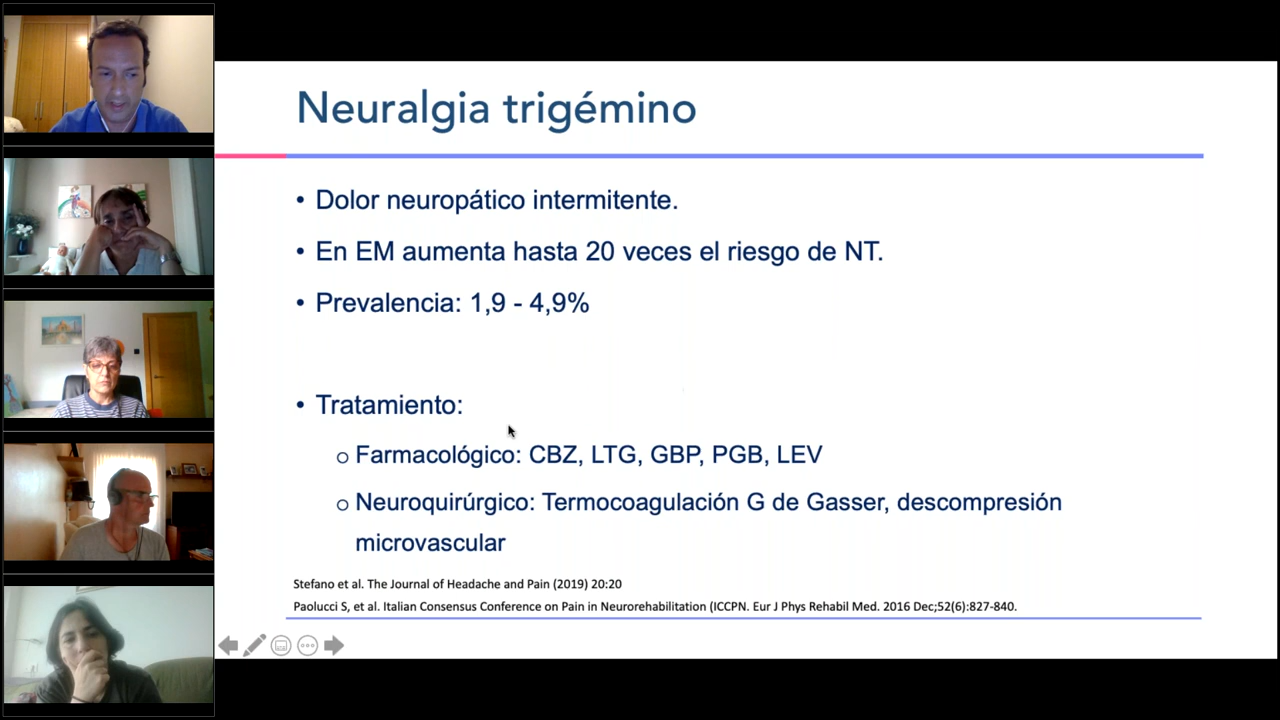 Neuralgia trigémino
• Dolor neuropático intermitente.
• En EM aumenta hasta 20 veces el riesgo de NT.
• Prevalencia: 1,9 - 4,9%
• Tratamiento:
o Farmacológico: CBZ, LTG, GBP, PGB, LEV
o Neuroquirúrgico: Termocoagulación G de Gasser, descompresión
microvascular
Stefano et al. The Journal of Headache and Pain (2019) 20:20
Paolucci S, et al. Italian Consensus Conference on Pain in Neurorehabilitation (ICCPN. Eur J Phys Rehabil Med. 2016 Dec;52(6):827-840.